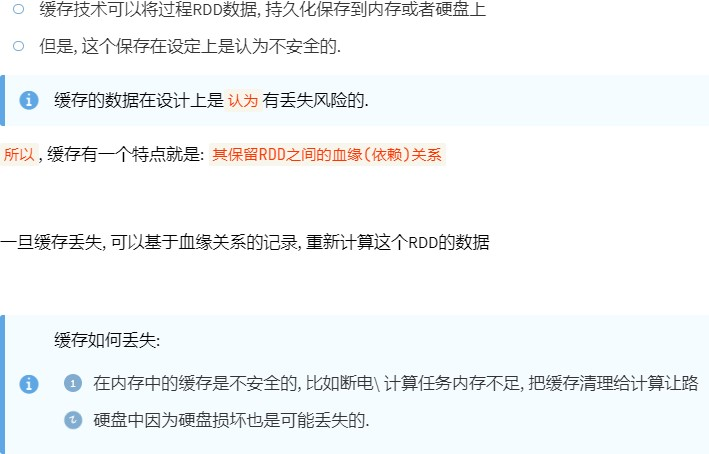 缓存技术可以将过程RDD数据, 持久化保存到内存或者硬盘上
但是, 这个保存在设定上是认为不安全的.
缓存的数据在设计上是 认为 有丢失风险的.
所以, 缓存有一个特点就是: 其保留RDD之间的血缘(依赖)关系
一旦缓存丢失, 可以基于血缘关系的记录, 重新计算这个RDD的数据
缓存如何丢失:
1 在内存中的缓存是不安全的, 比如断电\ 计算任务内存不足, 把缓存清理给计算让路
2 硬盘中因为硬盘损坏也是可能丢失的.